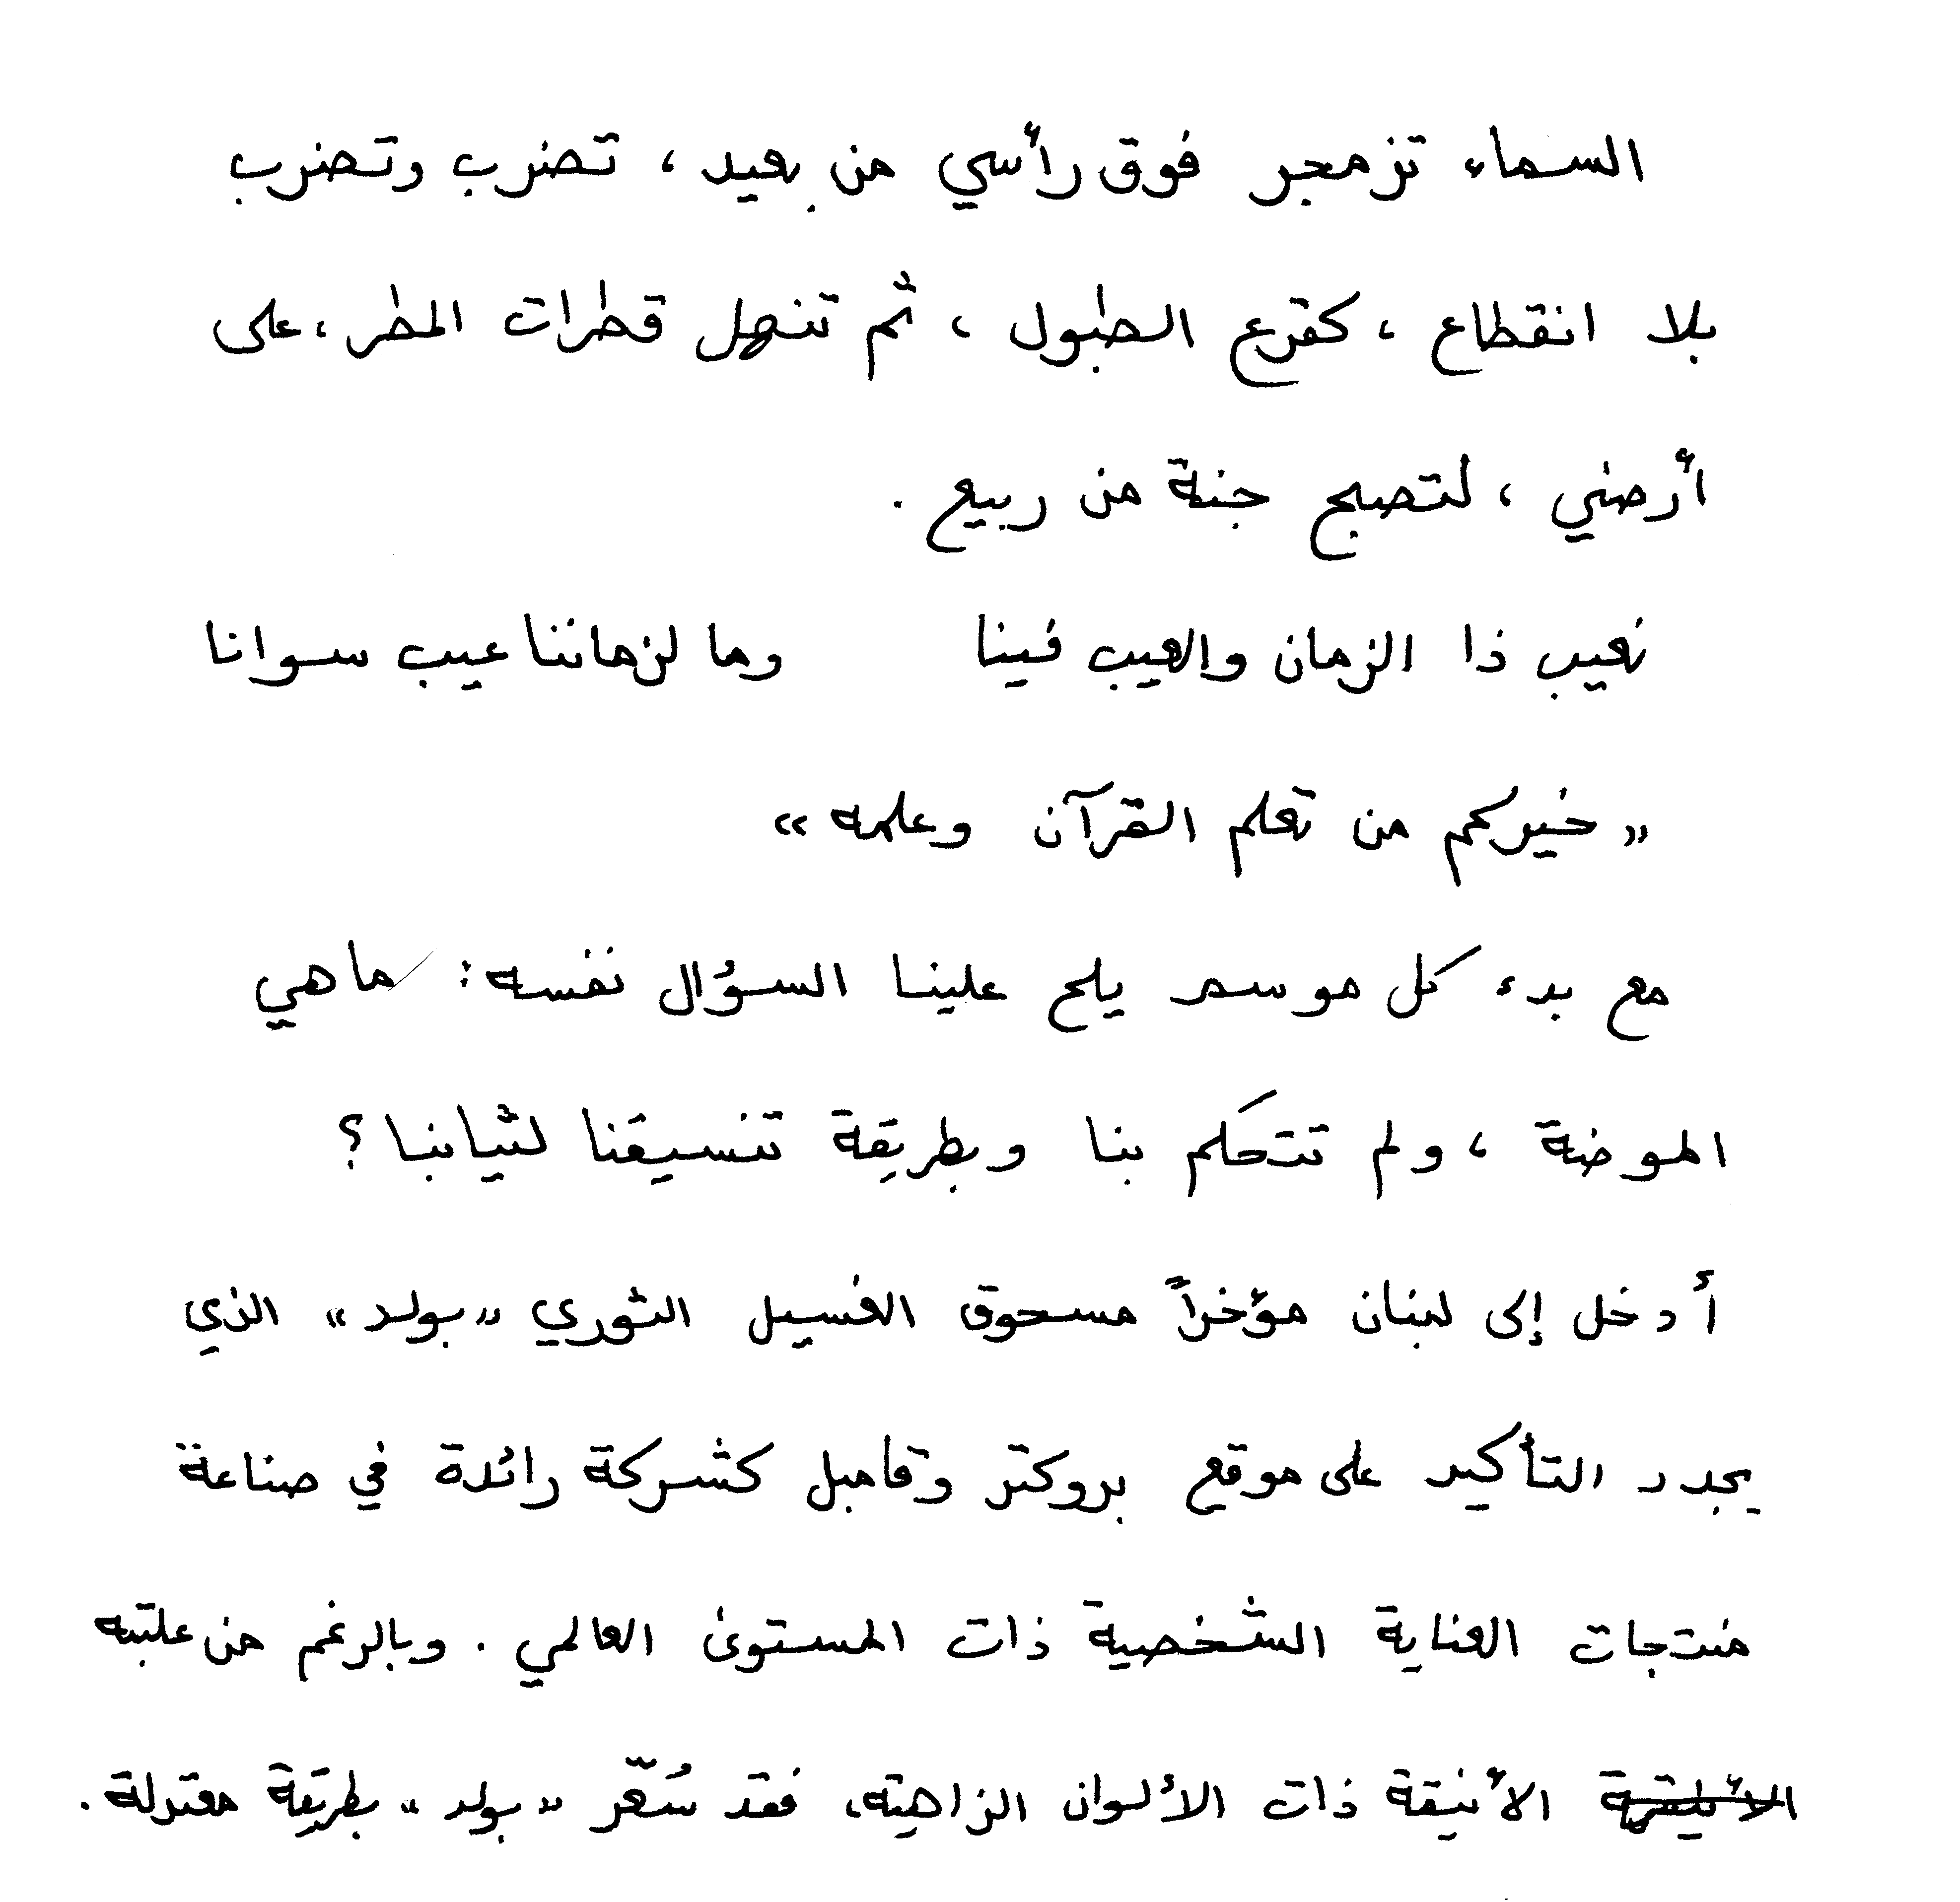 السماء تزمجر فوق رأسي من بعيد، تضرب وتضرب
بلا انقطاع، كقرع الطبول، ثم تنهل قطرات المطر، على
أرضي، لتصبح جنة من ربيع.
نعيب ذا الزمان والعيب فينا وما لزماننا عيب سوانا
«خيركم من تعلم القرآن وعلمه»
مع بدء كل موسم يلح علينا السؤال نفسه: ما هي
الموضة، ولم تتحكم بنا وبطريقة تنسيقنا لثيابنا؟
أدخل إلى لبنان مؤخراً مسحوق الغسيل الثوري «بولد» الذي
يجدد التأكيد على موقع بروكتر وقامبل كشركة رائدة في صناعة
منتجات العناية الشخصية ذات المستوى العالمي. وبالرغم من علبته
الأنيقة ذات الألوان الزاهية، فقد سُعّر «بولد» بطريقة معتدلة.